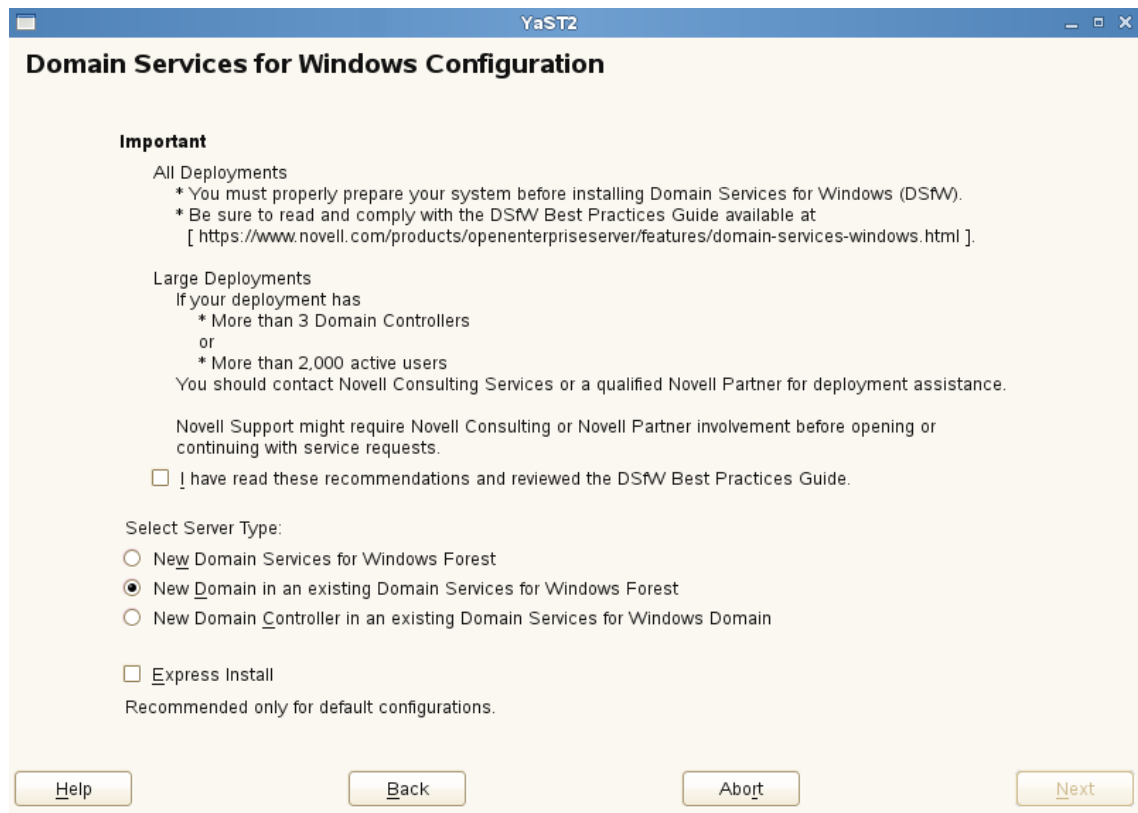 YaST2
Domain Services for Windows Configuration
Important
All Deployments
* You must properly prepare your system before installing Domain Services for Windows (DSfW).
* Be sure to read and comply with the DSfW Best Practices Guide available at
[ https://www.novell.com/products/openenterpriseserver/features/domain-services-windows.html ].
Large Deployments
If your deployment has
* More than 3 Domain Controllers
or
* More than 2,000 active users
You should contact Novell Consulting Services or a qualified Novell Partner for deployment assistance.
Novell Support might require Novell Consulting or Novell Partner involvement before opening or
continuing with service requests.
I have read these recommendations and reviewed the DSfW Best Practices Guide.
Select Server Type:
New Domain Services for Windows Forest
New Domain in an existing Domain Services for Windows Forest
New Domain Controller in an existing Domain Services for Windows Domain
Express Install
Recommended only for default configurations.
Help Back Abort Next